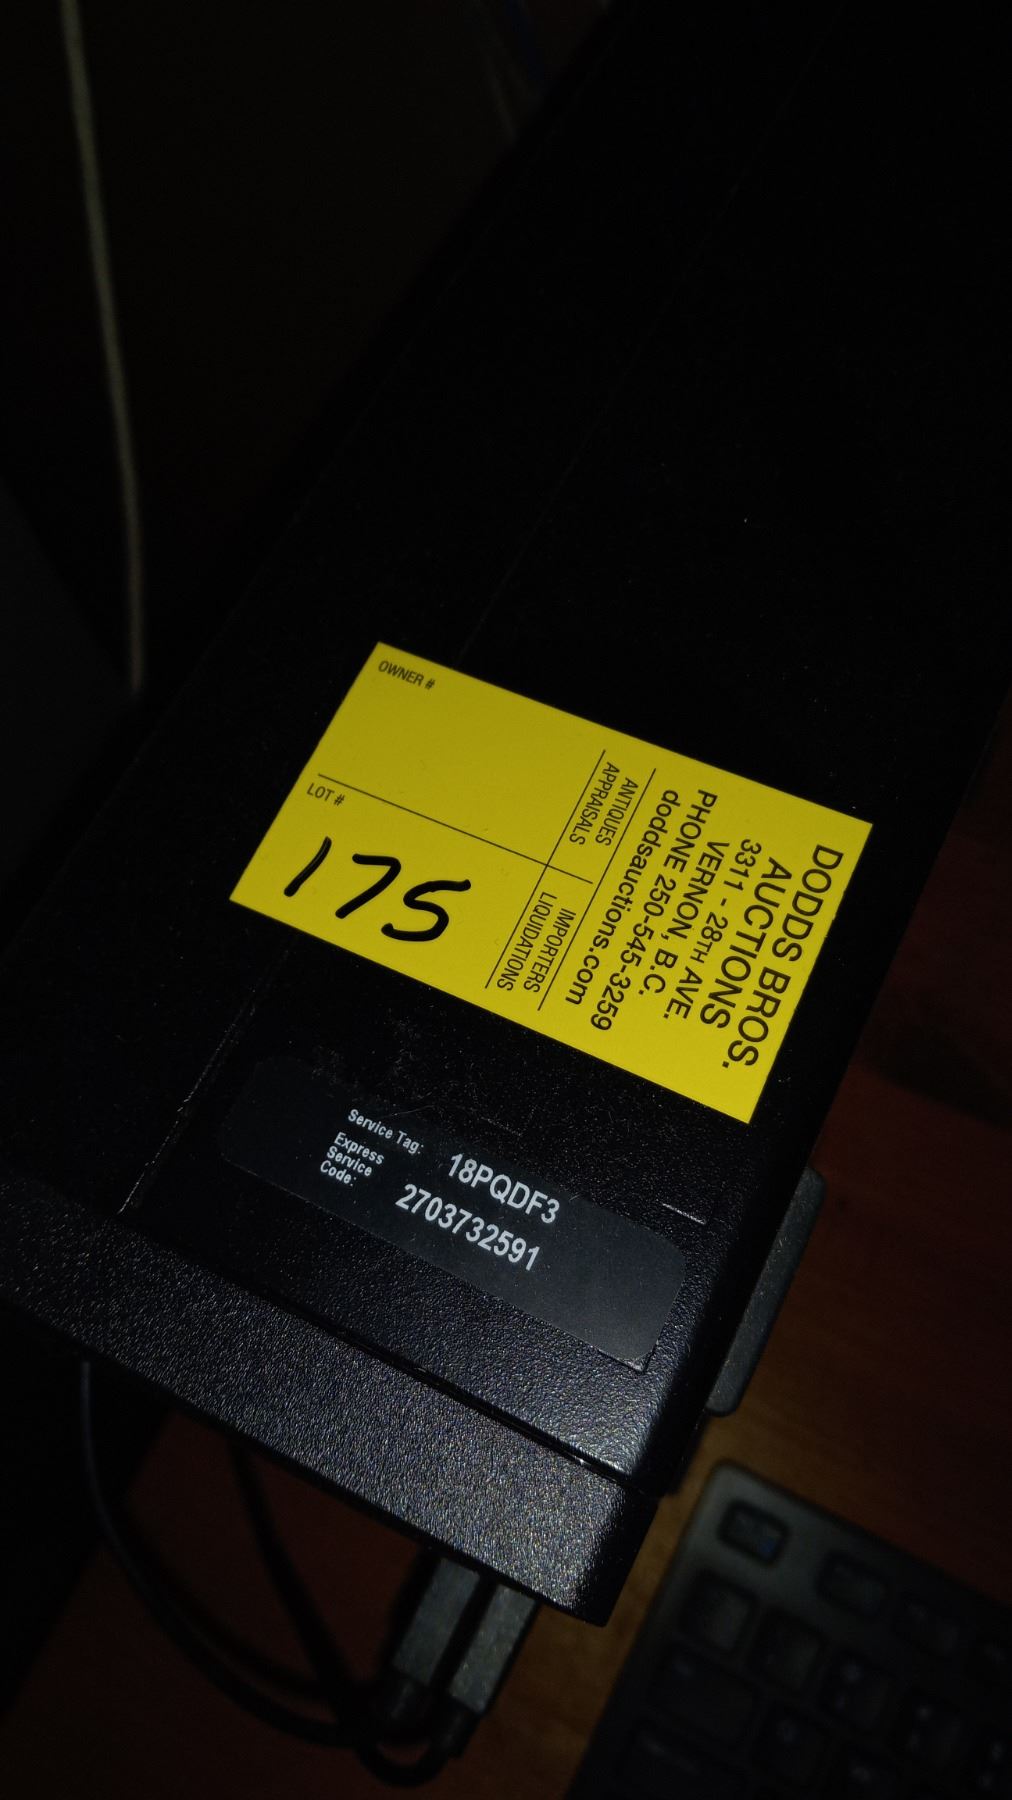 DODDS BROS.
AUCTIONS
3311 - 28TH AVE.
VERNON, B.C.
PHONE 250-545-3259
doddsauctions.com
ANTIQUES
APPRAISALS
IMPORTERS
LIQUIDATIONS
OWNER #
LOT #
175
Service Tag: 18PQDF3
Express
Service
Code: 2703732591